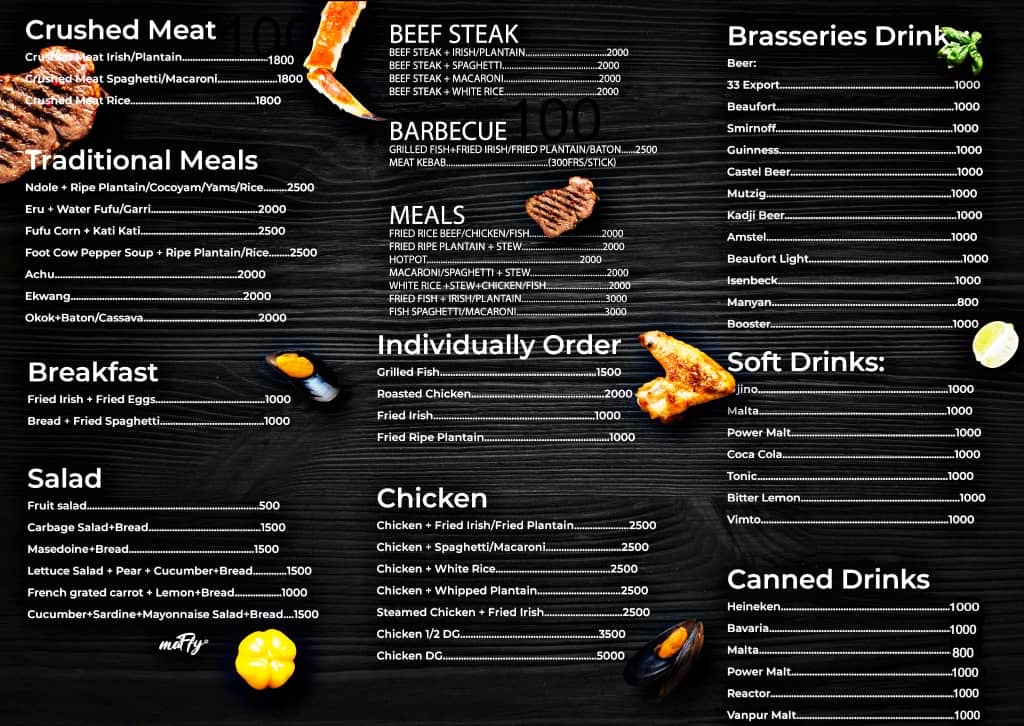 Crushed Meat
Crushed Meat Irish/Plantain..............................1800
Crushed Meat Spaghetti/Macaroni.....................1800
Crushed Meat Rice............................................1800
Traditional Meals
Ndole + Ripe Plantain/Cocoyam/Yams/Rice.........2500
Eru + Water Fufu/Garri......................................2000
Fufu Corn + Kati Kati.........................................2500
Foot Cow Pepper Soup + Ripe Plantain/Rice........2500
Achu................................................................2000
Ekwang............................................................2000
Okok+Baton/Cassava.........................................2000
Breakfast
Fried Irish + Fried Eggs......................................1000
Bread + Fried Spaghetti.....................................1000
Salad
Fruit salad.........................................................500
Carbage Salad+Bread........................................1500
Masedoine+Bread.............................................1500
Lettuce Salad + Pear + Cucumber+Bread.............1500
French grated carrot + Lemon+Bread.................1000
Cucumber+Sardine+Mayonnaise Salad+Bread....1500
maffy
100
BEEF STEAK
BEEF STEAK + IRISH/PLANTAIN...............................2000
BEEF STEAK + SPAGHETTI.....................................2000
BEEF STEAK + MACARONI.....................................2000
BEEF STEAK + WHITE RICE....................................2000
100
BARBECUE
GRILLED FISH+FRIED IRISH/FRIED PLANTAIN/BATON......2500
MEAT KEBAB........................................(300FRS/STICK)
MEALS
FRIED RICE BEEF/CHICKEN/FISH............................2000
FRIED RIPE PLANTAIN + STEW...............................2000
HOTPOT............................................................2000
MACARONI/SPAGHETTI + STEW..............................2000
WHITE RICE +STEW+CHICKEN/FISH.........................2000
FRIED FISH + IRISH/PLANTAIN................................3000
FISH SPAGHETTI/MACARONI...................................3000
Individually Order
Grilled Fish........................................................1500
Roasted Chicken................................................2000
Fried Irish..........................................................1000
Fried Ripe Plantain.............................................1000
Chicken
Chicken + Fried Irish/Fried Plantain.....................2500
Chicken + Spaghetti/Macaroni............................2500
Chicken + White Rice..........................................2500
Chicken + Whipped Plantain...............................2500
Steamed Chicken + Fried Irish.............................2500
Chicken 1/2 DG...................................................3500
Chicken DG........................................................5000
Brasseries Drink
Beer:
33 Export...........................................................1000
Beaufort............................................................1000
Smirnoff............................................................1000
Guinness...........................................................1000
Castel Beer........................................................1000
Mutzig..............................................................1000
Kadji Beer.........................................................1000
Amstel..............................................................1000
Beaufort Light...................................................1000
Isenbeck...........................................................1000
Manyan.............................................................800
Booster.............................................................1000
Soft Drinks:
jino...................................................................1000
Malta................................................................1000
Power Malt........................................................1000
Coca Cola..........................................................1000
Tonic.................................................................1000
Bitter Lemon.....................................................1000
Vimto................................................................1000
Canned Drinks
Heineken...........................................................1000
Bavaria..............................................................1000
Malta.................................................................800
Power Malt........................................................1000
Reactor.............................................................1000
Vanpur Malt.......................................................1000